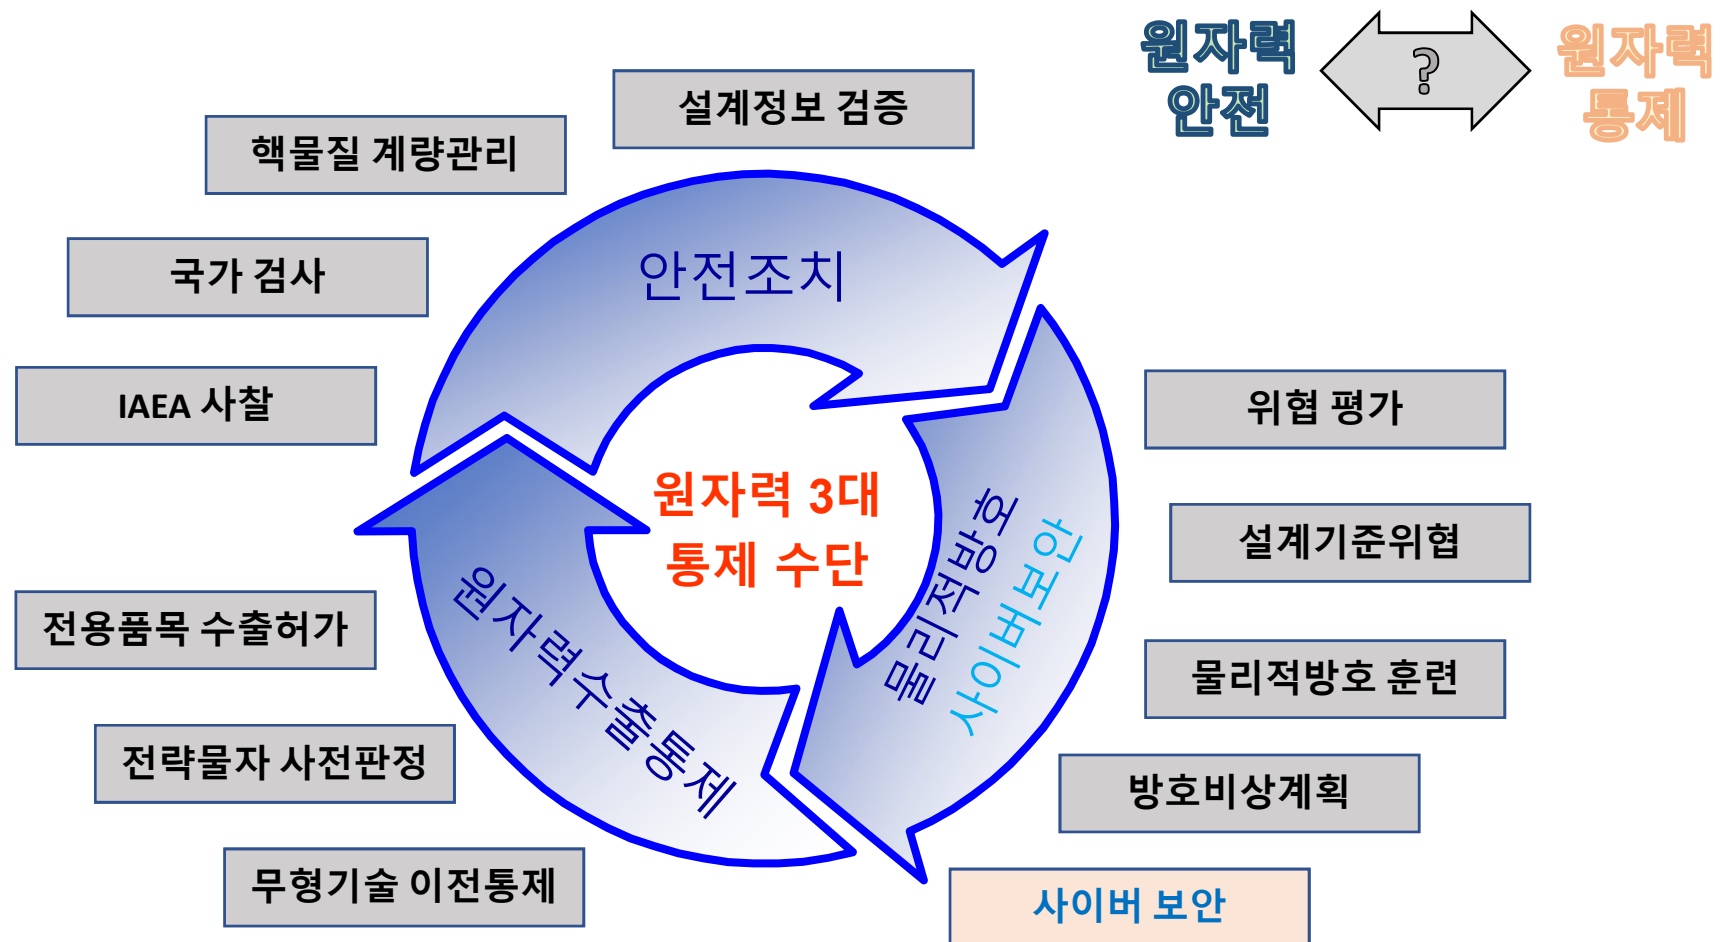 원자력
안전
?
원자력
통제
설계정보 검증
핵물질 계량관리
국가 검사
IAEA 사찰
안전조치
원자력 3대
통제 수단
물리적방호
사이버보안
원자력수출통제
위협 평가
설계기준위협
물리적방호 훈련
방호비상계획
사이버 보안
전용품목 수출허가
전략물자 사전판정
무형기술 이전통제